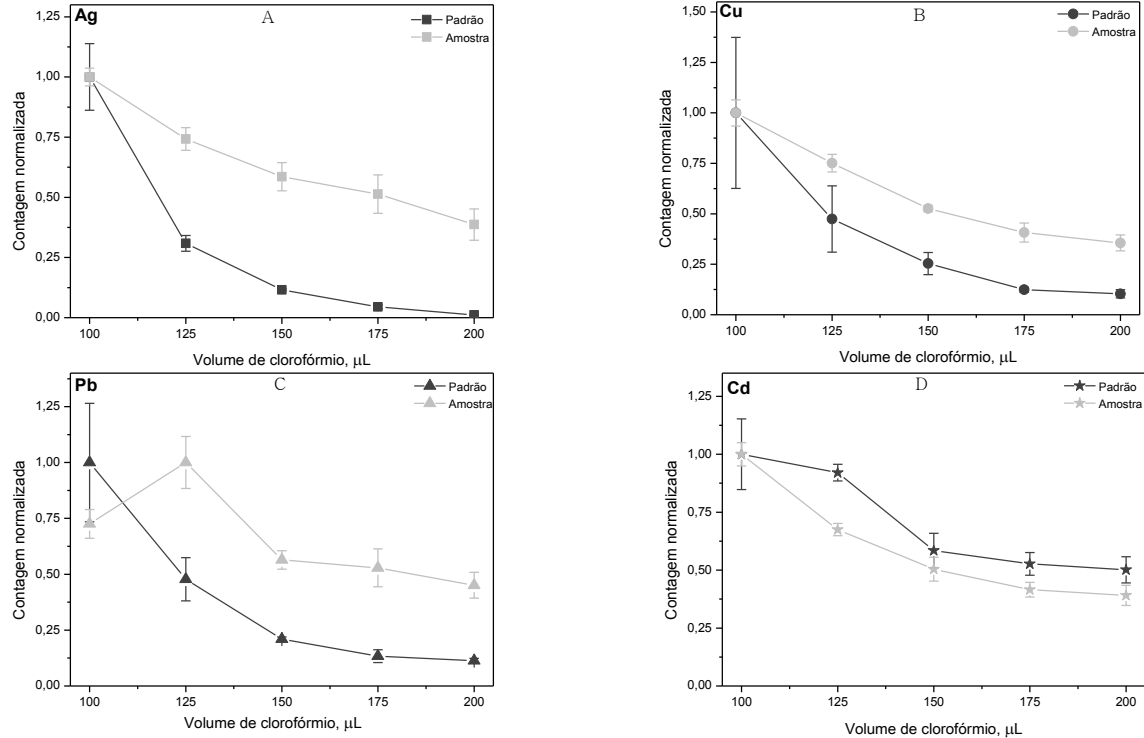 Ag
A
Padrão
Amostra
Contagem normalizada
1,25
1,00
0,75
0,50
0,25
0,00
100 125 150 175 200
Volume de clorofórmio, μL
Cu
B
Padrão
Amostra
Contagem normalizada
1,50
1,25
1,00
0,75
0,50
0,25
0,00
100 125 150 175 200
Volume de clorofórmio, μL
Pb
C
Padrão
Amostra
Contagem normalizada
1,25
1,00
0,75
0,50
0,25
0,00
100 125 150 175 200
Volume de clorofórmio, μL
Cd
D
Padrão
Amostra
Contagem normalizada
1,25
1,00
0,75
0,50
0,25
0,00
100 125 150 175 200
Volume de clorofórmio, μL